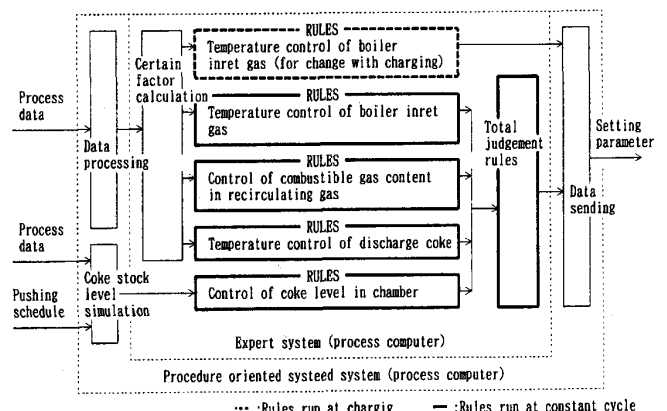 RULES
Temperature control of boiler
inret gas (for change with charging)
Certain
factor
calculation
Process
data
RULES
Temperature control of boiler inret
gas
Data
processing
Total
judgement
rules
Setting
parameter
RULES
Control of combustible gas content
in recirculating gas
Data
sending
Process
data
RULES
Temperature control of discharge coke
Coke stock
level
simulation
Pushing
schedule
RULES
Control of coke level in chamber
Expert system (process computer)
Procedure oriented systeed system (process computer)
:Rules run at chargig
:Rules run at constant cycle